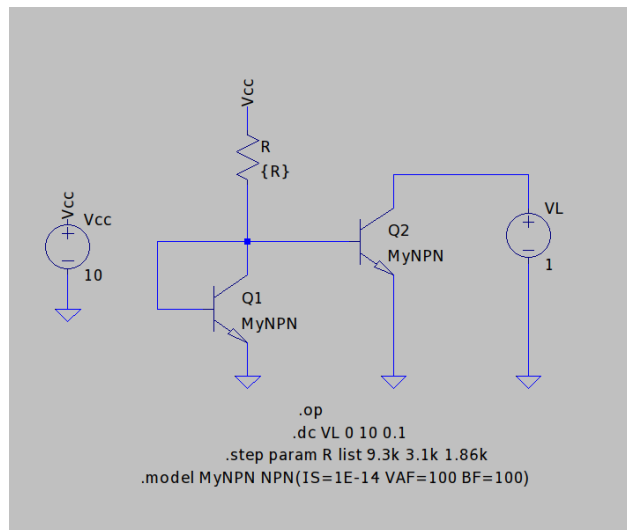 Vcc
R
{R}
Vcc
Vcc
10
Q1
MyNPN
Q2
MyNPN
VL
1
.op
.dc VL 0 10 0.1
.step param R list 9.3k 3.1k 1.86k
.model MyNPN NPN(IS=1E-14 VAF=100 BF=100)